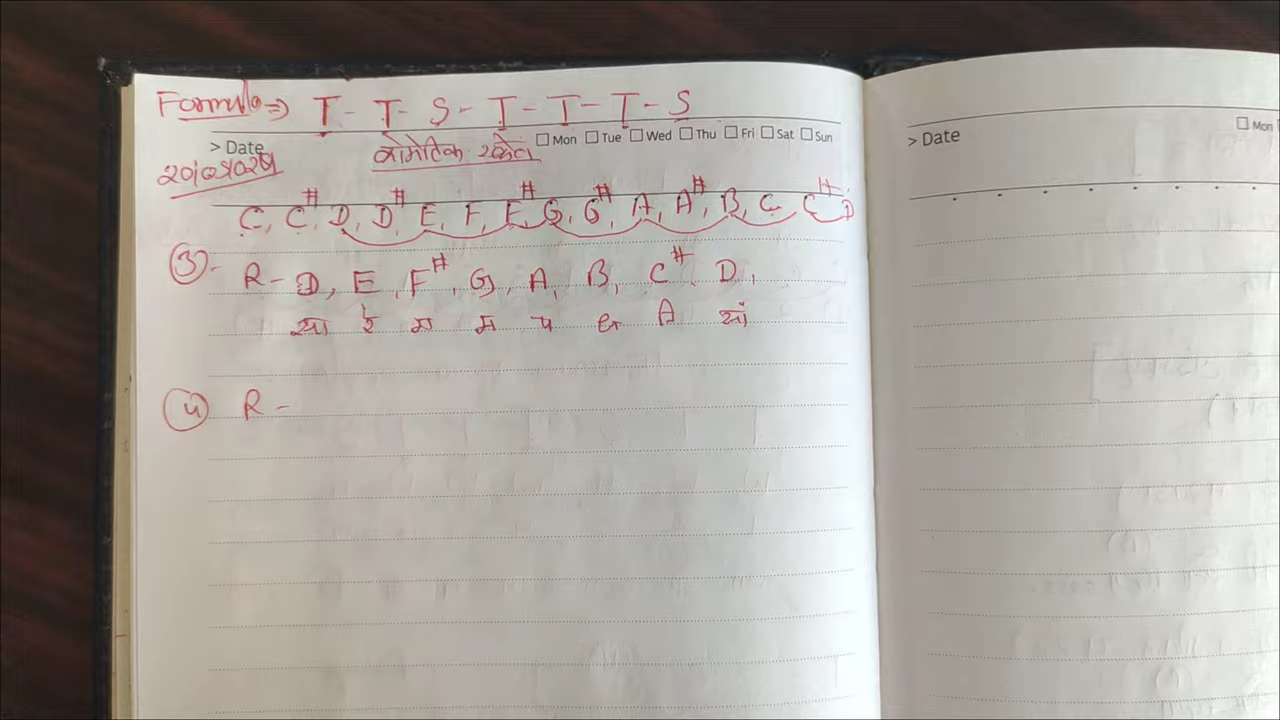 Formula ⇒ T - T - S - T - T - T - S
> Date □ Mon □ Tue □ Wed □ Thu □ Fri □ Sat □ Sun
क्रोमेटिक स्केल
C, C#, D, D#, E, F, F#, G, G#, A, A#, B, C, C# D
③. R - D, E, F#, G, A, B, C# D,
सा रे ग म प ध A सां
④ R -
> Date □ Mon